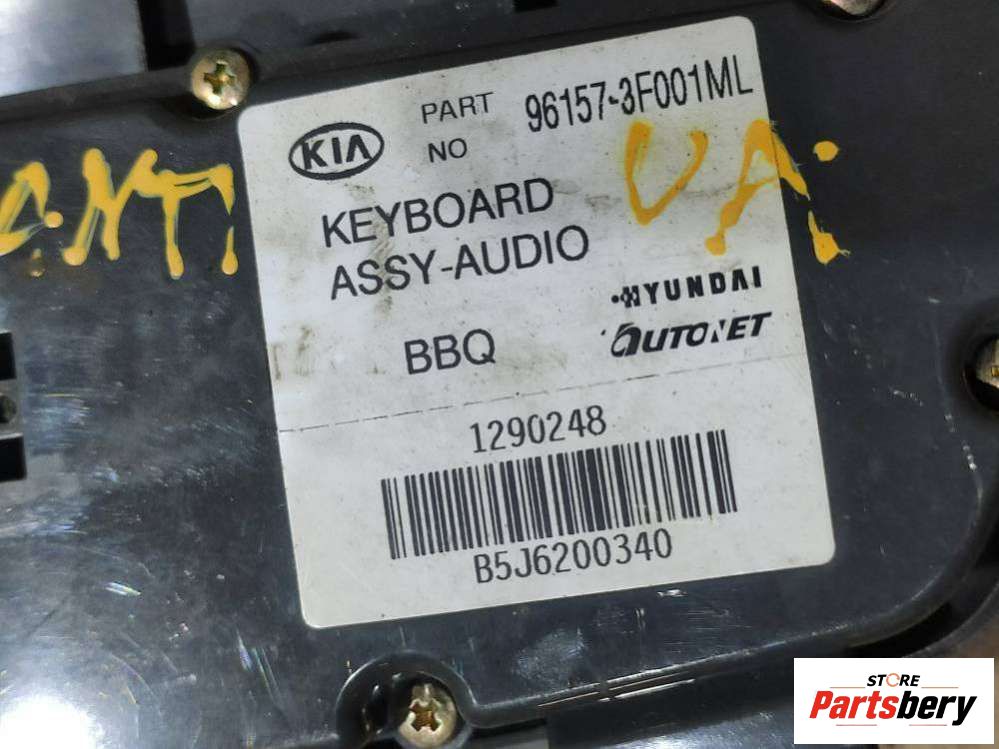 KIA
PART NO
96157-3F001ML
KEYBOARD
ASSY-AUDIO
HYUNDAI
AUTONET
BBQ
1290248
B5J6200340
STORE
Partsbery